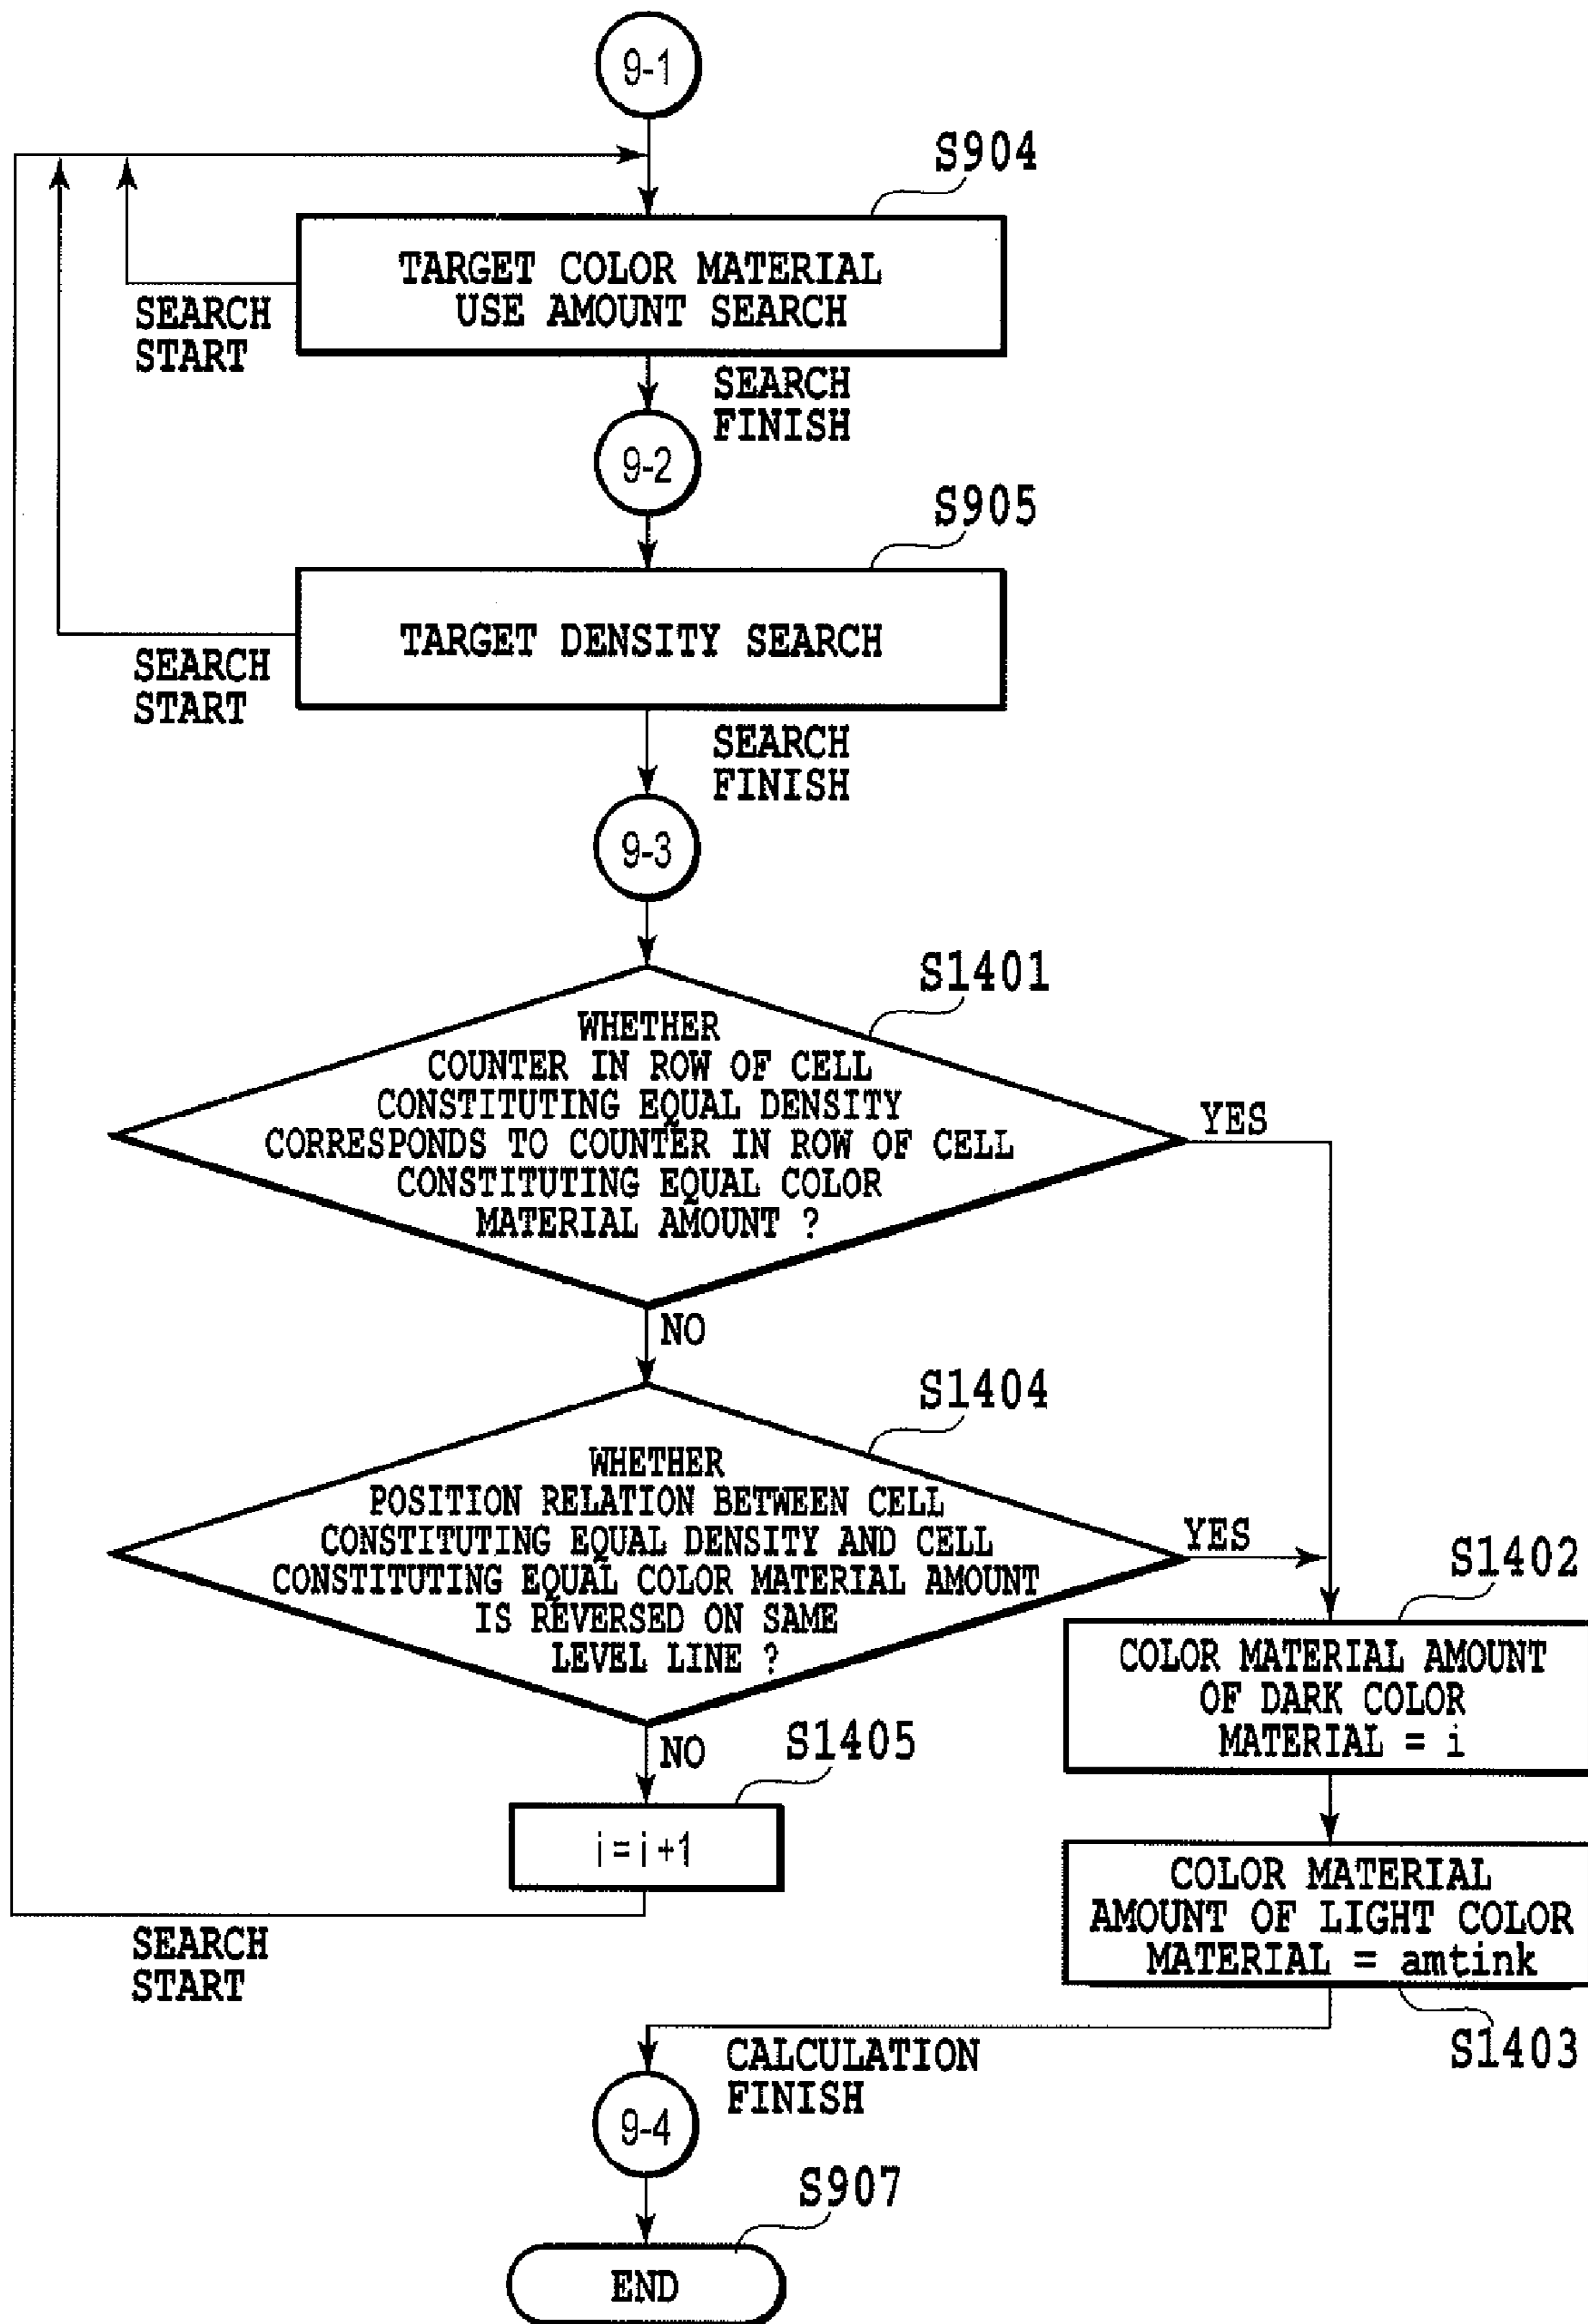 9-1
S904
TARGET COLOR MATERIAL
USE AMOUNT SEARCH
SEARCH
START
SEARCH
FINISH
9-2
S905
TARGET DENSITY SEARCH
SEARCH
START
SEARCH
FINISH
9-3
S1401
WHETHER
COUNTER IN ROW OF CELL
CONSTITUTING EQUAL DENSITY
CORRESPONDS TO COUNTER IN ROW OF CELL
CONSTITUTING EQUAL COLOR
MATERIAL AMOUNT ?
YES
NO
S1404
WHETHER
POSITION RELATION BETWEEN CELL
CONSTITUTING EQUAL DENSITY AND CELL
CONSTITUTING EQUAL COLOR MATERIAL AMOUNT
IS REVERSED ON SAME
LEVEL LINE ?
YES
S1402
COLOR MATERIAL AMOUNT
OF DARK COLOR
MATERIAL = i
NO
S1405
i = i +1
COLOR MATERIAL
AMOUNT OF LIGHT COLOR
MATERIAL = amtink
S1403
SEARCH
START
CALCULATION
FINISH
9-4
S907
END